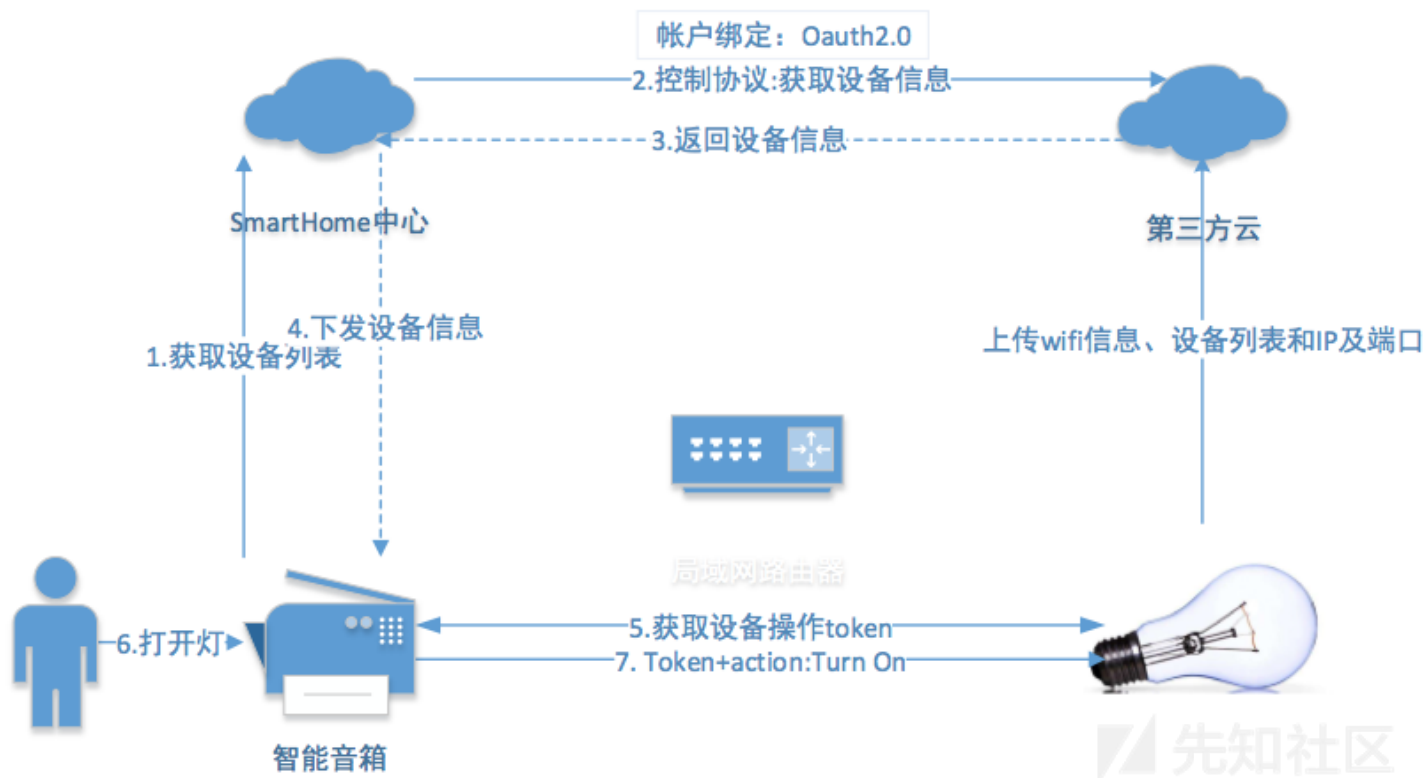 帐户绑定：Oauth2.0
2.控制协议:获取设备信息
3.返回设备信息
SmartHome中心
第三方云
4.下发设备信息
1.获取设备列表
上传wifi信息、设备列表和IP及端口
局域网路由器
5.获取设备操作token
6.打开灯
7. Token+action:Turn On
智能音箱
先知社区